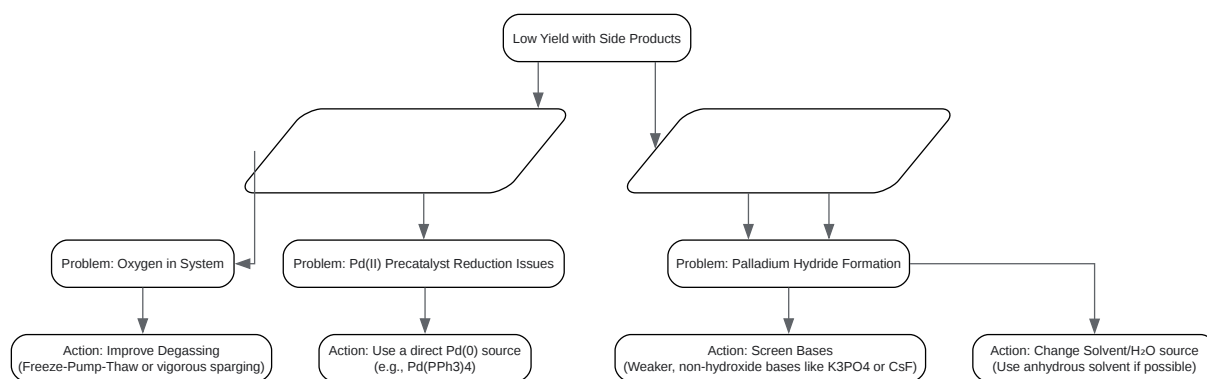 Low Yield with Side Products
Problem: Oxygen in System
Problem: Pd(II) Precatalyst Reduction Issues
Problem: Palladium Hydride Formation
Action: Improve Degassing
(Freeze-Pump-Thaw or vigorous sparging)
Action: Use a direct Pd(0) source
(e.g., Pd(PPh3)4)
Action: Screen Bases
(Weaker, non-hydroxide bases like K3PO4 or CsF)
Action: Change Solvent/H₂O source
(Use anhydrous solvent if possible)